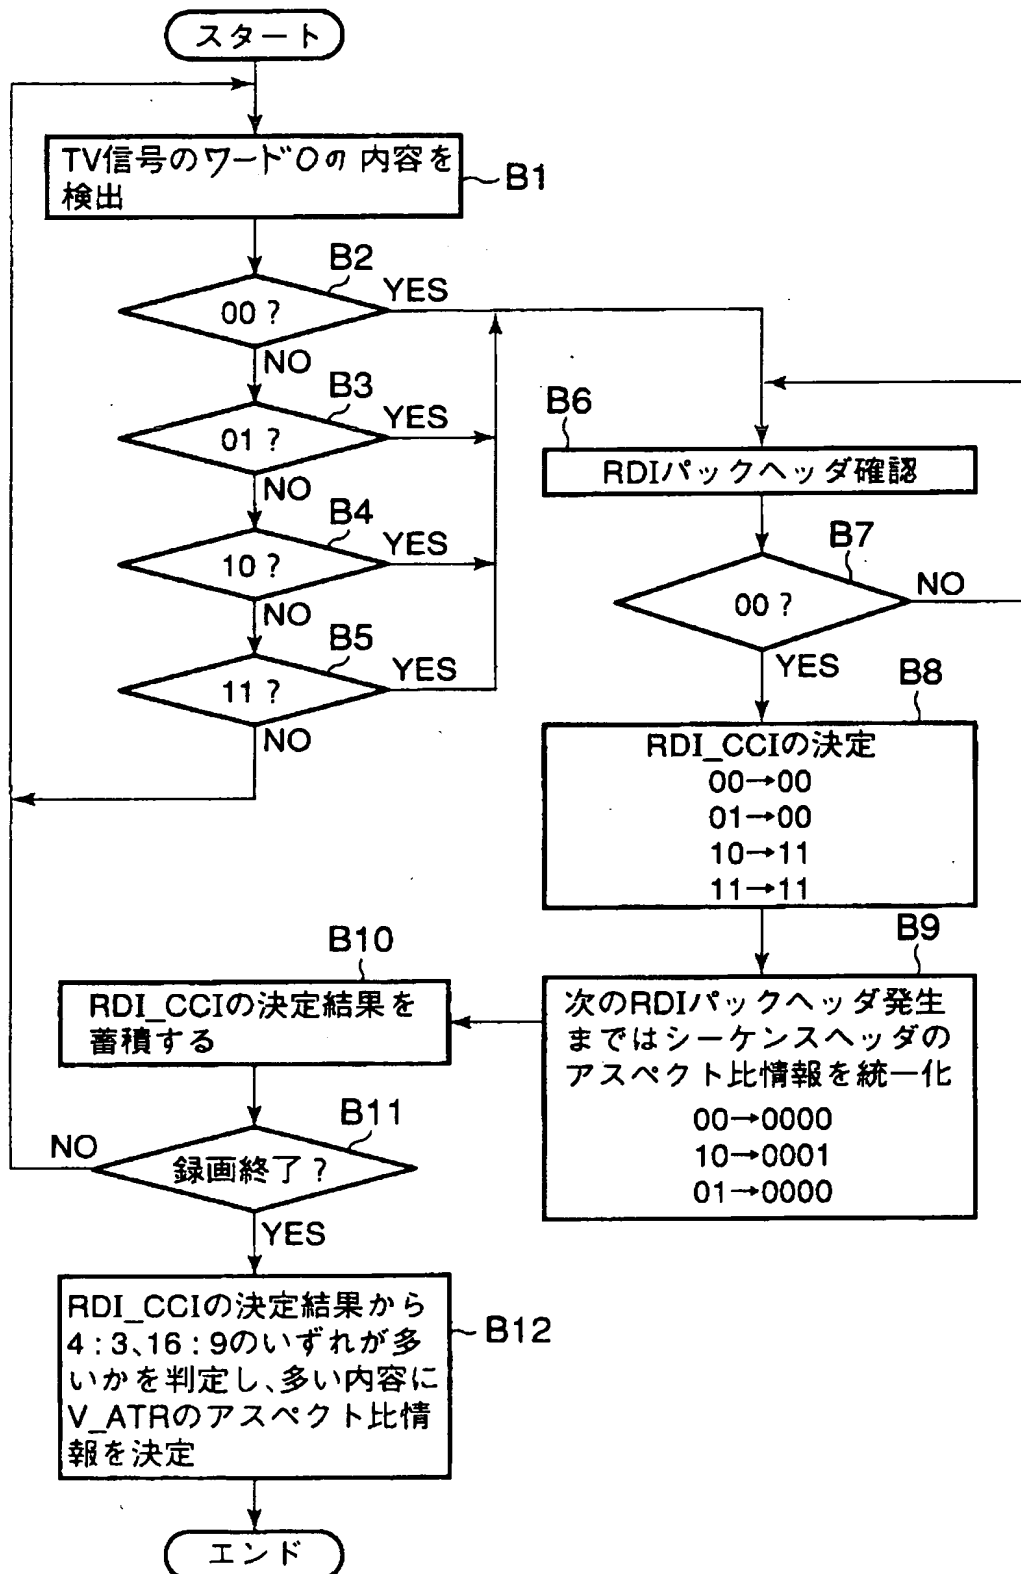 スタート
TV信号のワード0の内容を
検出
B1
B2
00？
YES
NO
B3
01？
YES
NO
B4
10？
YES
NO
B5
11？
YES
NO
B6
RDIパックヘッダ確認
B7
00？
NO
YES
B8
RDI_CCIの決定
00→00
01→00
10→11
11→11
B9
次のRDIパックヘッダ発生
まではシーケンスヘッダの
アスペクト比情報を統一化
00→0000
10→0001
01→0000
B10
RDI_CCIの決定結果を
蓄積する
B11
録画終了？
NO
YES
RDI_CCIの決定結果から
4：3、16：9のいずれが多
いかを判定し、多い内容に
V_ATRのアスペクト比情
報を決定
B12
エンド